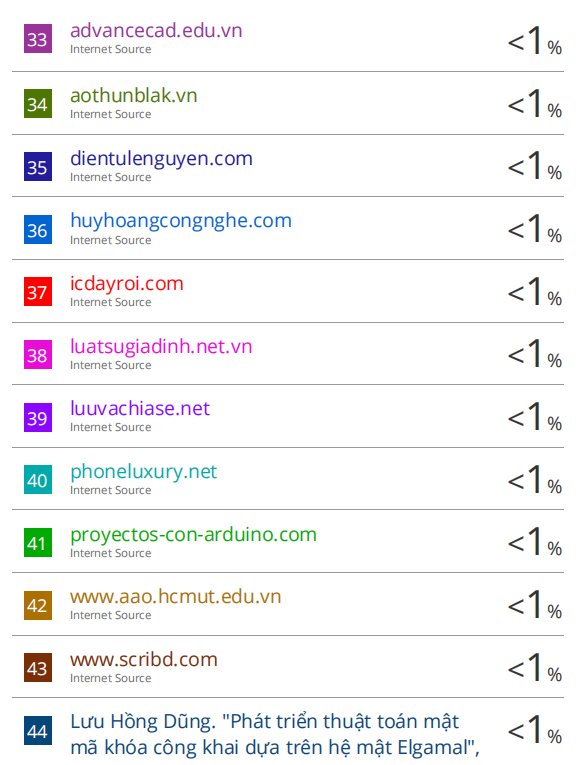 33 advancecad.edu.vn <1%
Internet Source
34 aothunblak.vn <1%
Internet Source
35 dientulenguyen.com <1%
Internet Source
36 huyhoangcongnghe.com <1%
Internet Source
37 icdayroi.com <1%
Internet Source
38 luatsugiadinh.net.vn <1%
Internet Source
39 luuvachiase.net <1%
Internet Source
40 phoneluxury.net <1%
Internet Source
41 proyectos-con-arduino.com <1%
Internet Source
42 www.aao.hcmut.edu.vn <1%
Internet Source
43 www.scribd.com <1%
Internet Source
44 Lưu Hồng Dũng. "Phát triển thuật toán mật <1%
mã khóa công khai dựa trên hệ mật Elgamal",